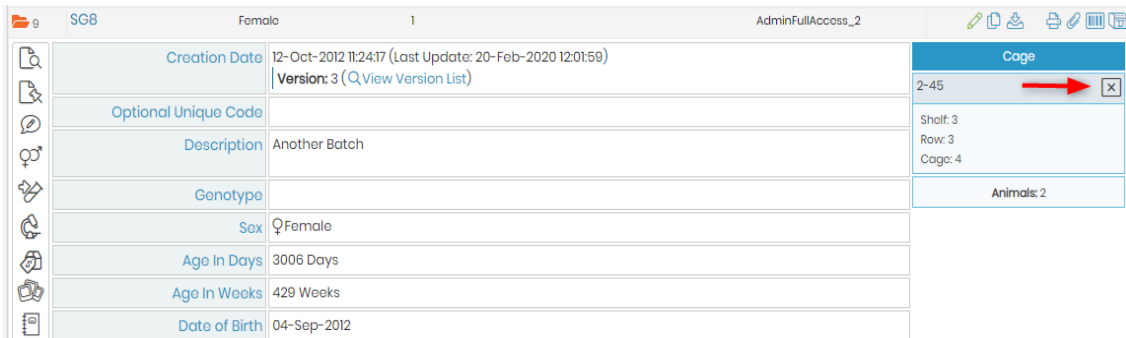 9 SG8 Female 1 AdminFullAccess_2
Creation Date 12-Oct-2012 11:24:17 (Last Update: 20-Feb-2020 12:01:59)
Version: 3 (View Version List)
Optional Unique Code
Description Another Batch
Genotype
Sex Female
Age In Days 3006 Days
Age In Weeks 429 Weeks
Date of Birth 04-Sep-2012
Cage
2-45
Shelf: 3
Row: 3
Cage: 4
Animals: 2